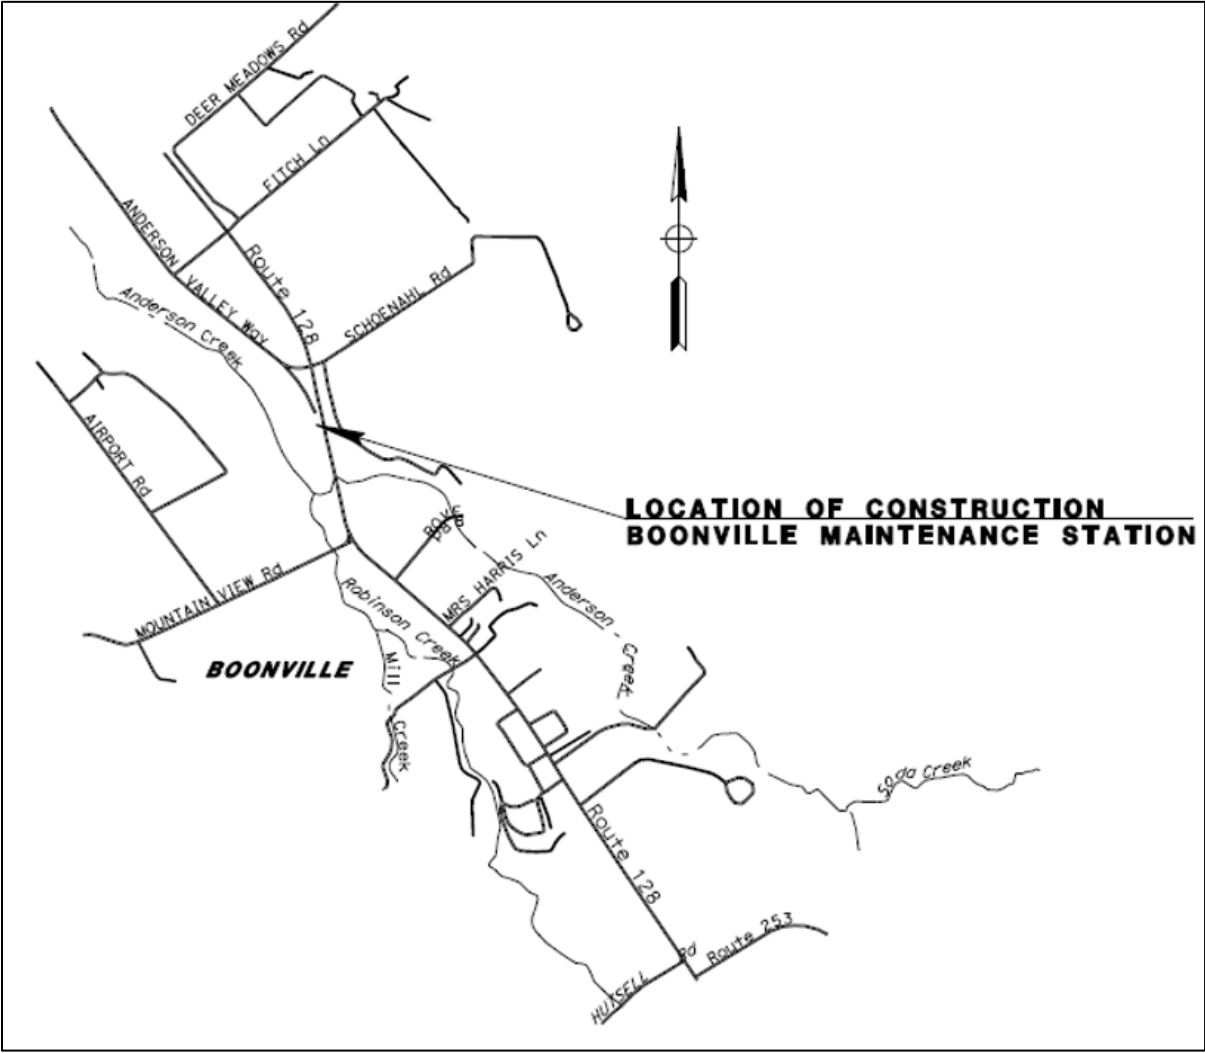 DEER MEADOWS Rd
FITCH Ln
ANDERSON VALLEY Way
Route 128
SCHOENAHL Rd
Anderson Creek
AIRPORT Rd
LOCATION OF CONSTRUCTION
BOONVILLE MAINTENANCE STATION
MRS HARRIS Ln
MOUNTAIN VIEW Rd
Robinson Creek
Anderson - Creek
BOONVILLE
Mill - Creek
Soda Creek
Route 128
Route 253
Rd